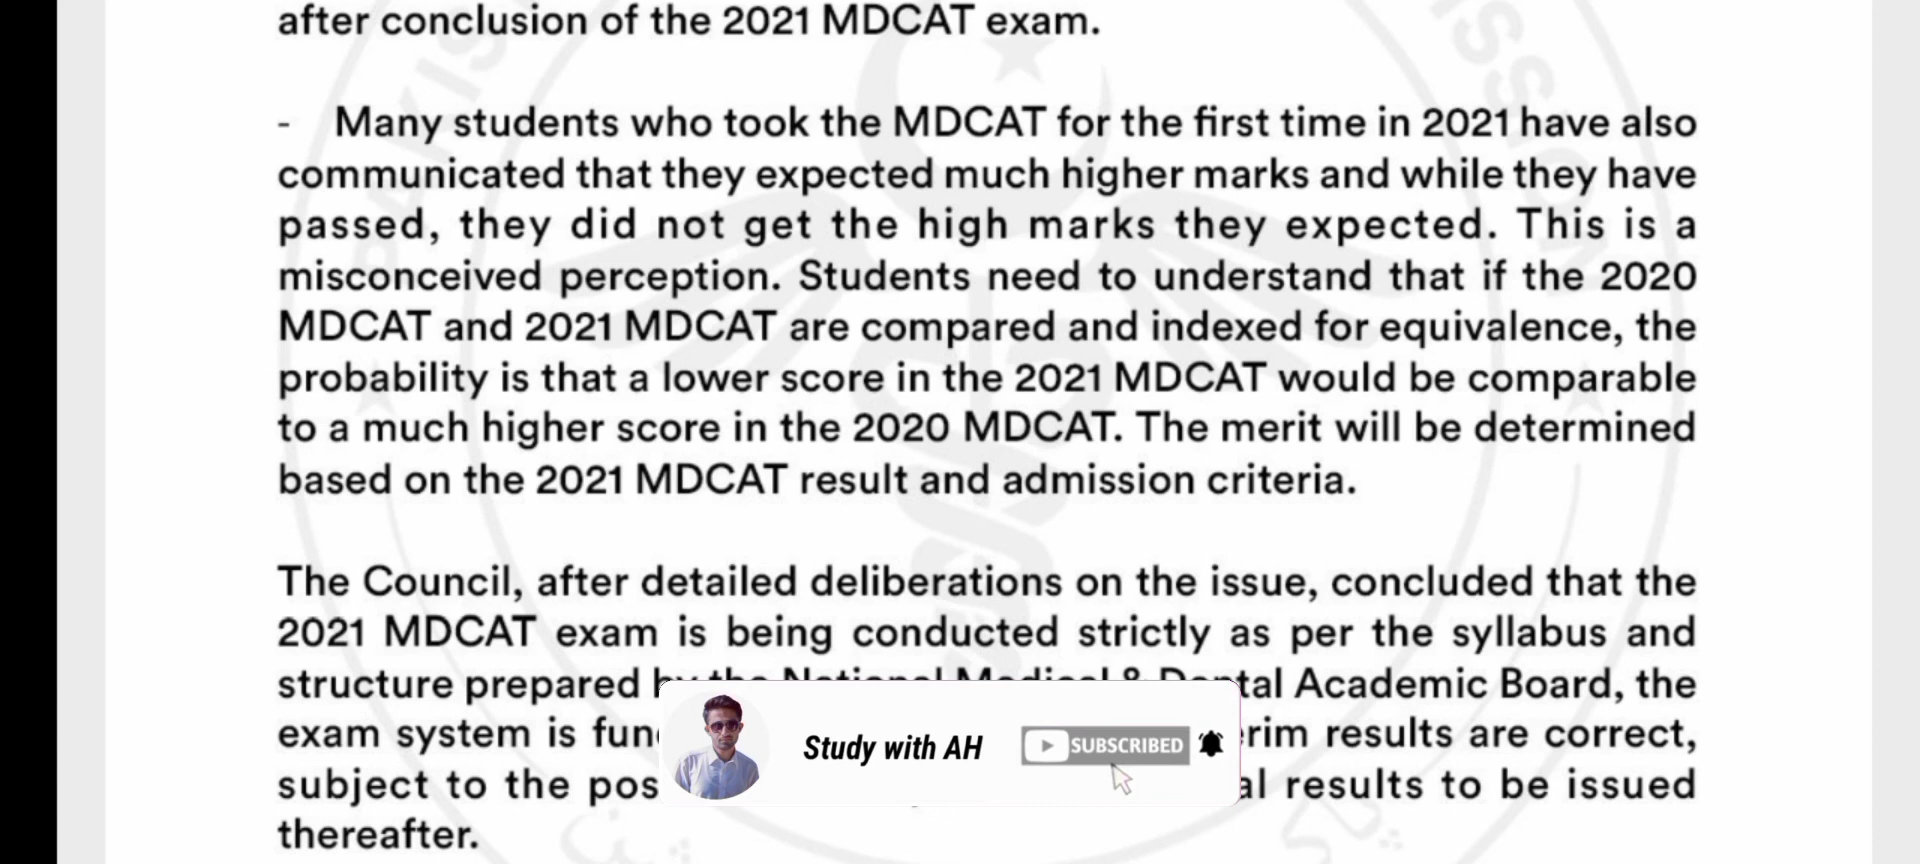 after conclusion of the 2021 MDCAT exam.
- Many students who took the MDCAT for the first time in 2021 have also
communicated that they expected much higher marks and while they have
passed, they did not get the high marks they expected. This is a
misconceived perception. Students need to understand that if the 2020
MDCAT and 2021 MDCAT are compared and indexed for equivalence, the
probability is that a lower score in the 2021 MDCAT would be comparable
to a much higher score in the 2020 MDCAT. The merit will be determined
based on the 2021 MDCAT result and admission criteria.
The Council, after detailed deliberations on the issue, concluded that the
2021 MDCAT exam is being conducted strictly as per the syllabus and
structure prepared by the National Medical & Dental Academic Board, the
exam system is results are correct,
subject to the results to be issued
thereafter.
Study with AH
SUBSCRIBED